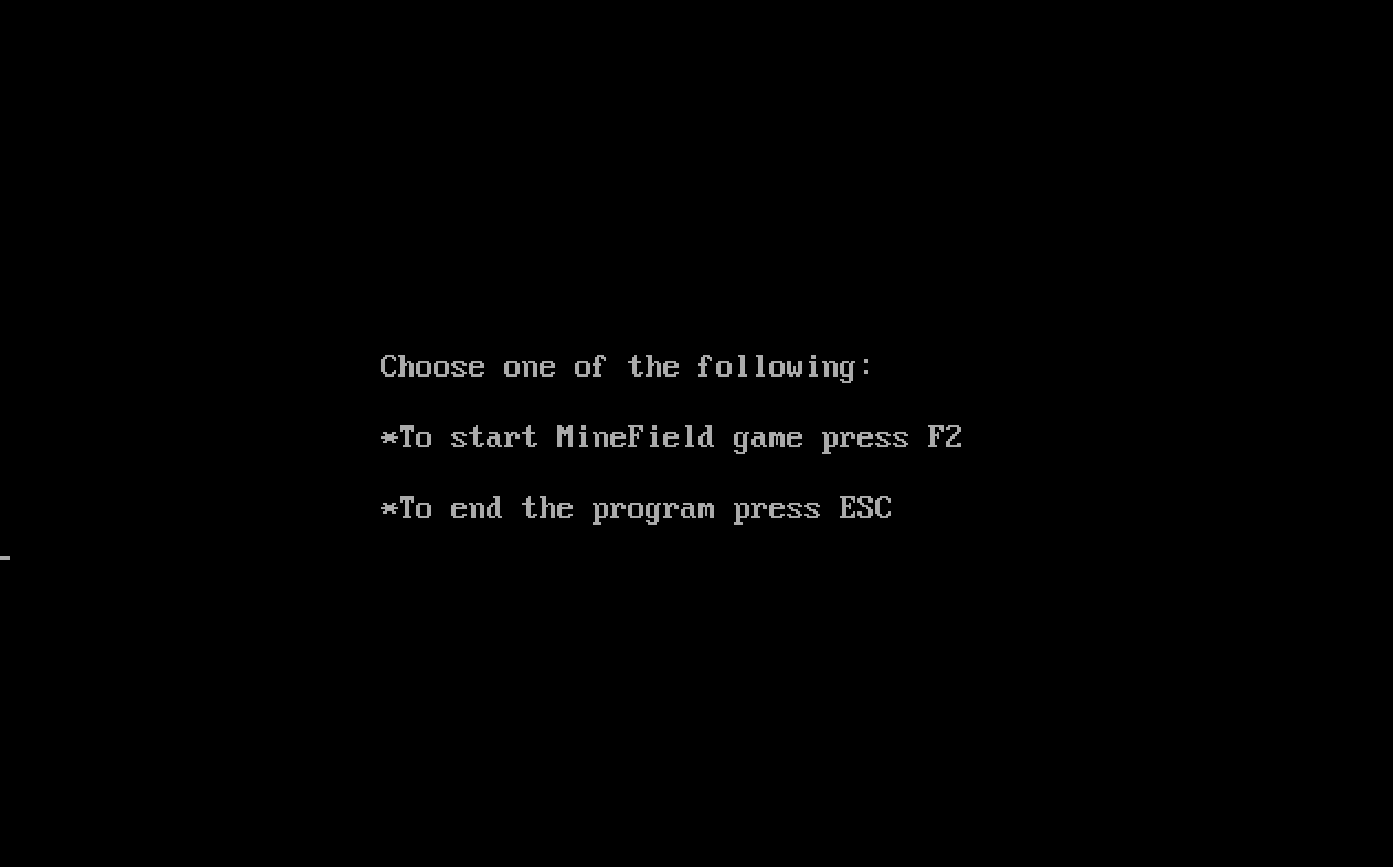 Choose one of the following:
*To start MineField game press F2
*To end the program press ESC